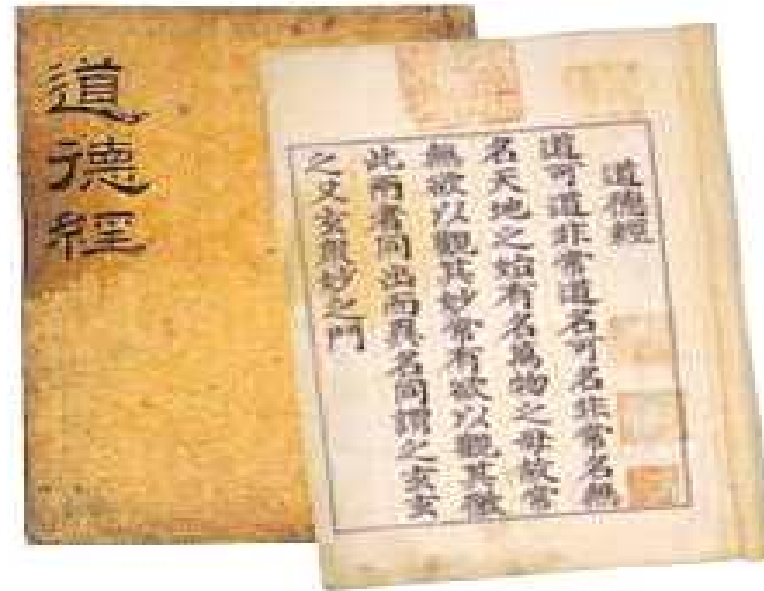 道德經
道德經
道可道非常道名可名非常名無
名天地之始有名萬物之母故常
無欲以觀其妙常有欲以觀其徼
此兩者同出而異名同謂之玄玄
之又玄眾妙之門